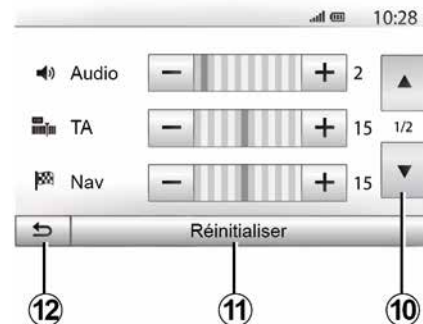 10:28
Audio − + 2
TA − + 15
1/2
Nav − + 15
Réinitialiser
12 11 10